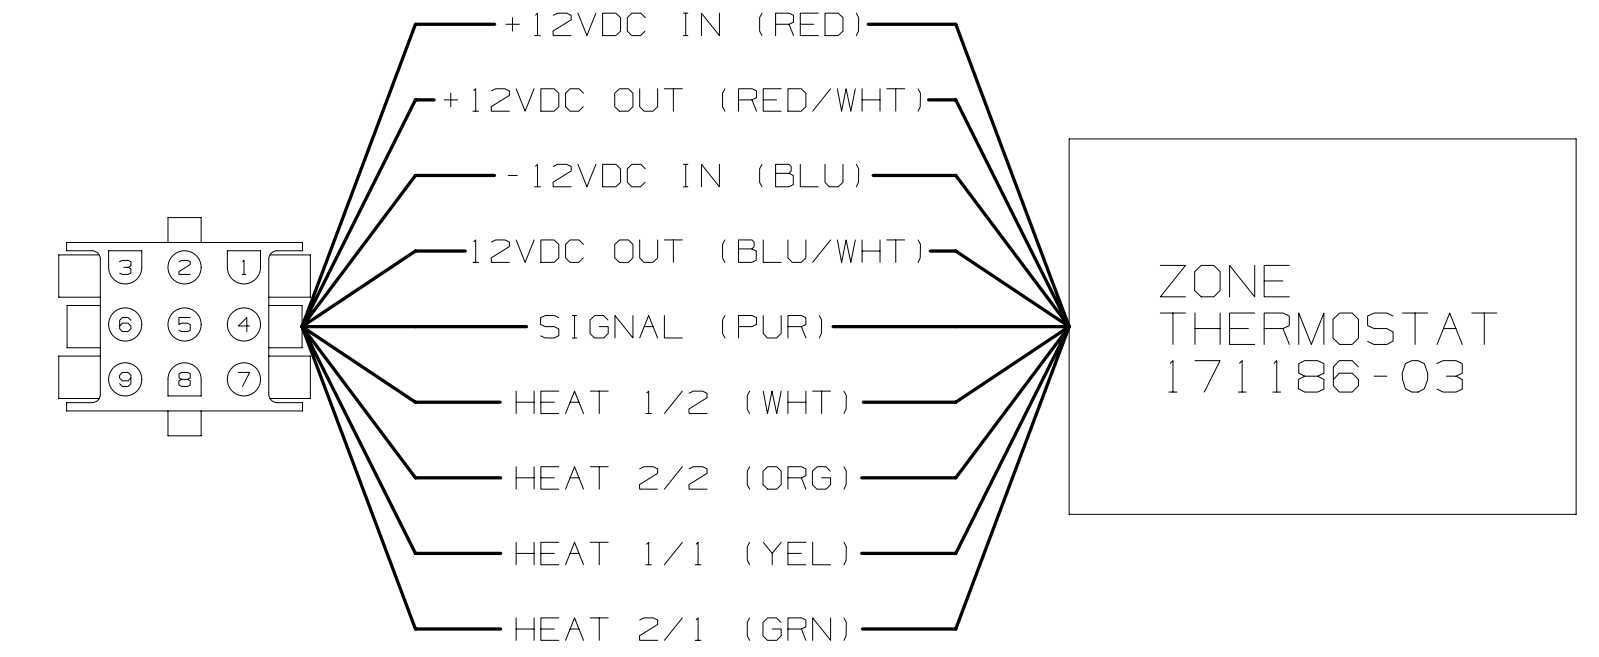 +12VDC IN (RED)
+12VDC OUT (RED/WHT)
-12VDC IN (BLU)
12VDC OUT (BLU/WHT)
SIGNAL (PUR)
HEAT 1/2 (WHT)
HEAT 2/2 (ORG)
HEAT 1/1 (YEL)
HEAT 2/1 (GRN)
3 2 1
6 5 4
9 8 7
ZONE
THERMOSTAT
171186-03